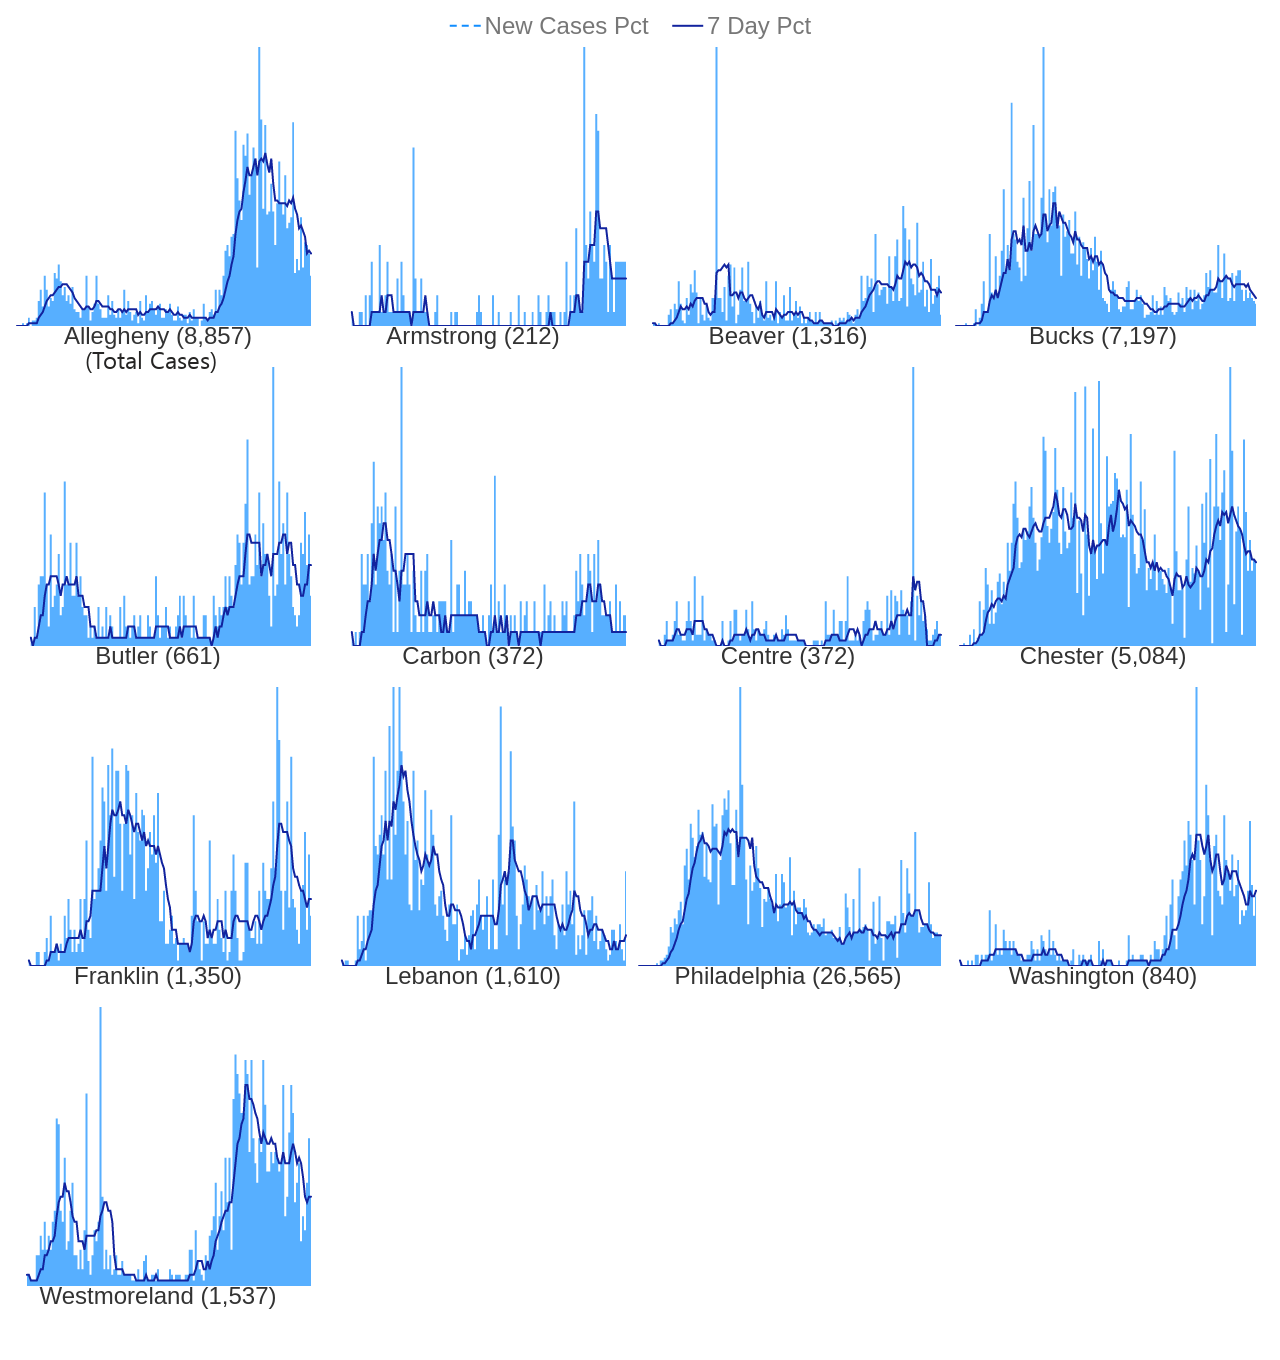 New Cases Pct 7 Day Pct
Allegheny (8,857) Armstrong (212) Beaver (1,316) Bucks (7,197)
(Total Cases)
Butler (661) Carbon (372) Centre (372) Chester (5,084)
Franklin (1,350) Lebanon (1,610) Philadelphia (26,565) Washington (840)
Westmoreland (1,537)